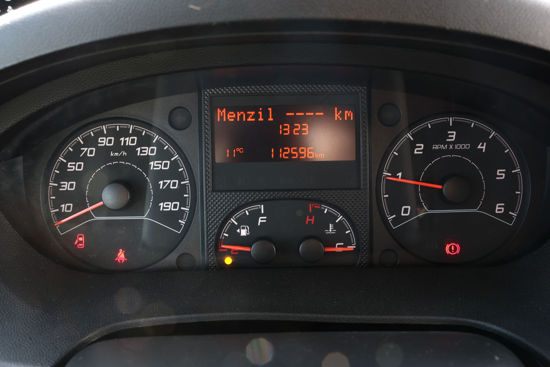 Menzil ---- km
13:23
11°C 112596km
10 30 50 70 90 110 130 150 170 190
km/h
F
E
H
C
RPM X 1000
0 1 2 3 4 5 6